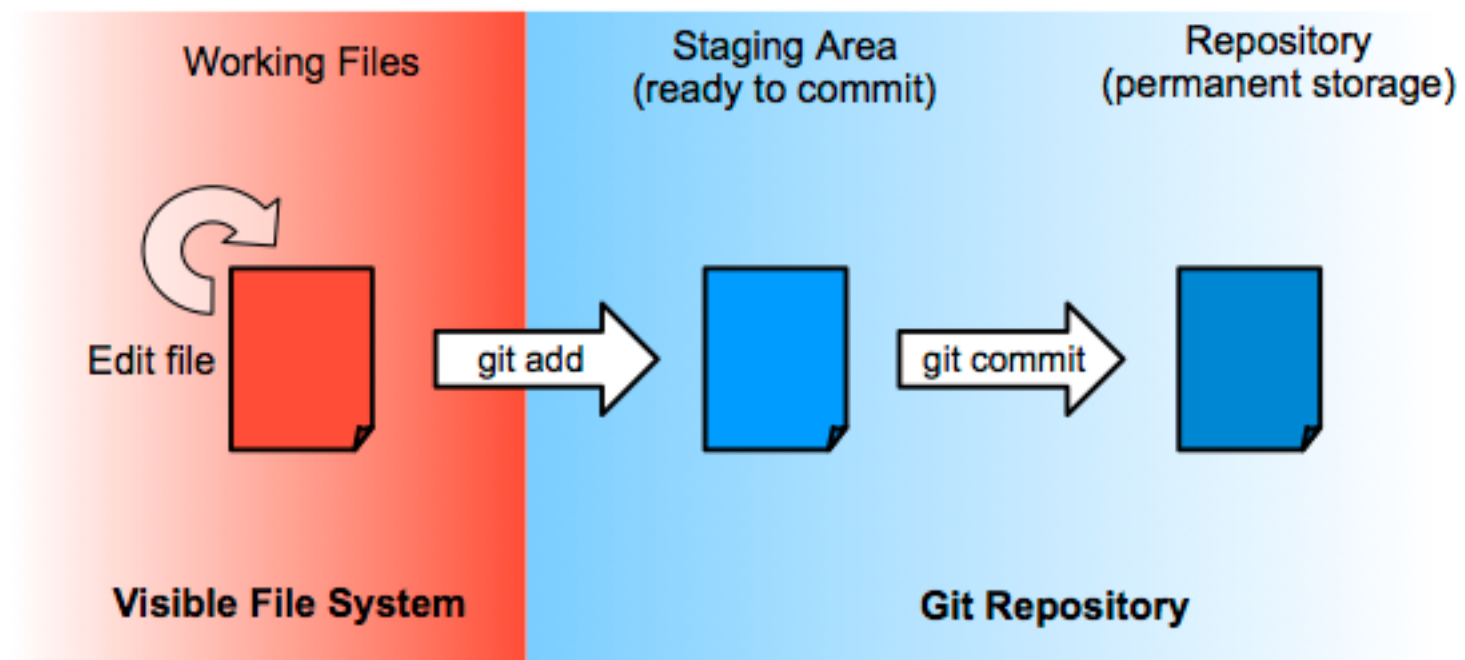 Working Files
Staging Area
(ready to commit)
Repository
(permanent storage)
Edit file
git add
git commit
Visible File System
Git Repository